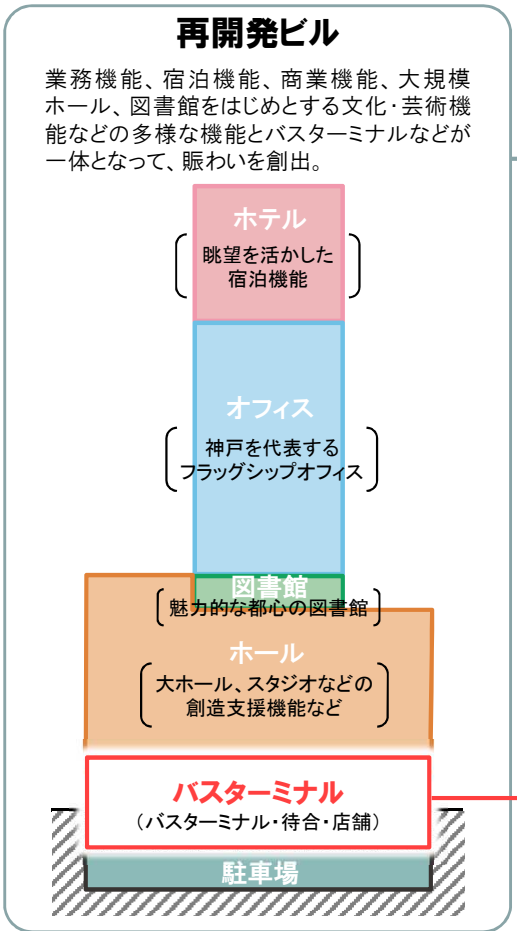 再開発ビル
業務機能、宿泊機能、商業機能、大規模
ホール、図書館をはじめとする文化・芸術機
能などの多様な機能とバスターミナルなどが
一体となって、賑わいを創出。
ホテル
眺望を活かした
宿泊機能
オフィス
神戸を代表する
フラッグシップオフィス
図書館
魅力的な都心の図書館
ホール
大ホール、スタジオなどの
創造支援機能など
バスターミナル
（バスターミナル・待合・店舗）
駐車場